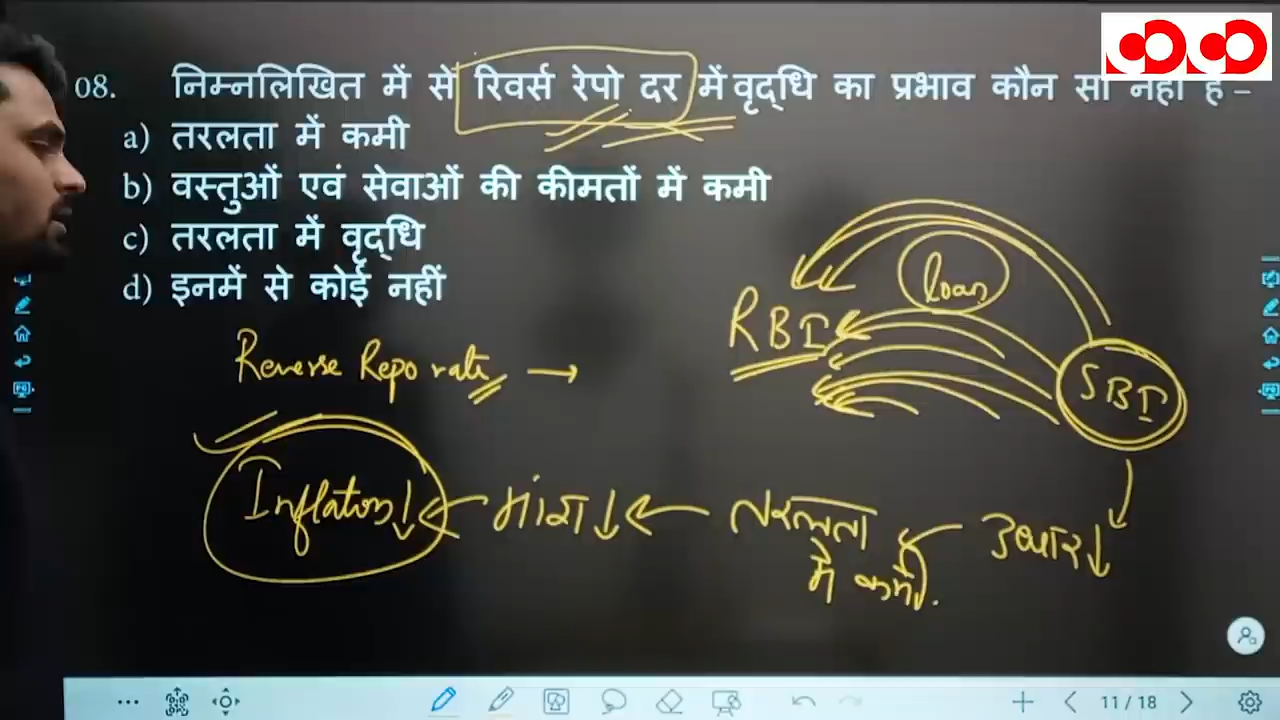 08. निम्नलिखित में से रिवर्स रेपो दर में वृद्धि का प्रभाव कौन सा नहीं है –
a) तरलता में कमी
b) वस्तुओं एवं सेवाओं की कीमतों में कमी
c) तरलता में वृद्धि
d) इनमें से कोई नहीं
loan
RBI
SBI
Reverse Repo rate →
Inflation↓ ← मांग↓ ← तरलता में कमी. ← उधार↓
11 / 18